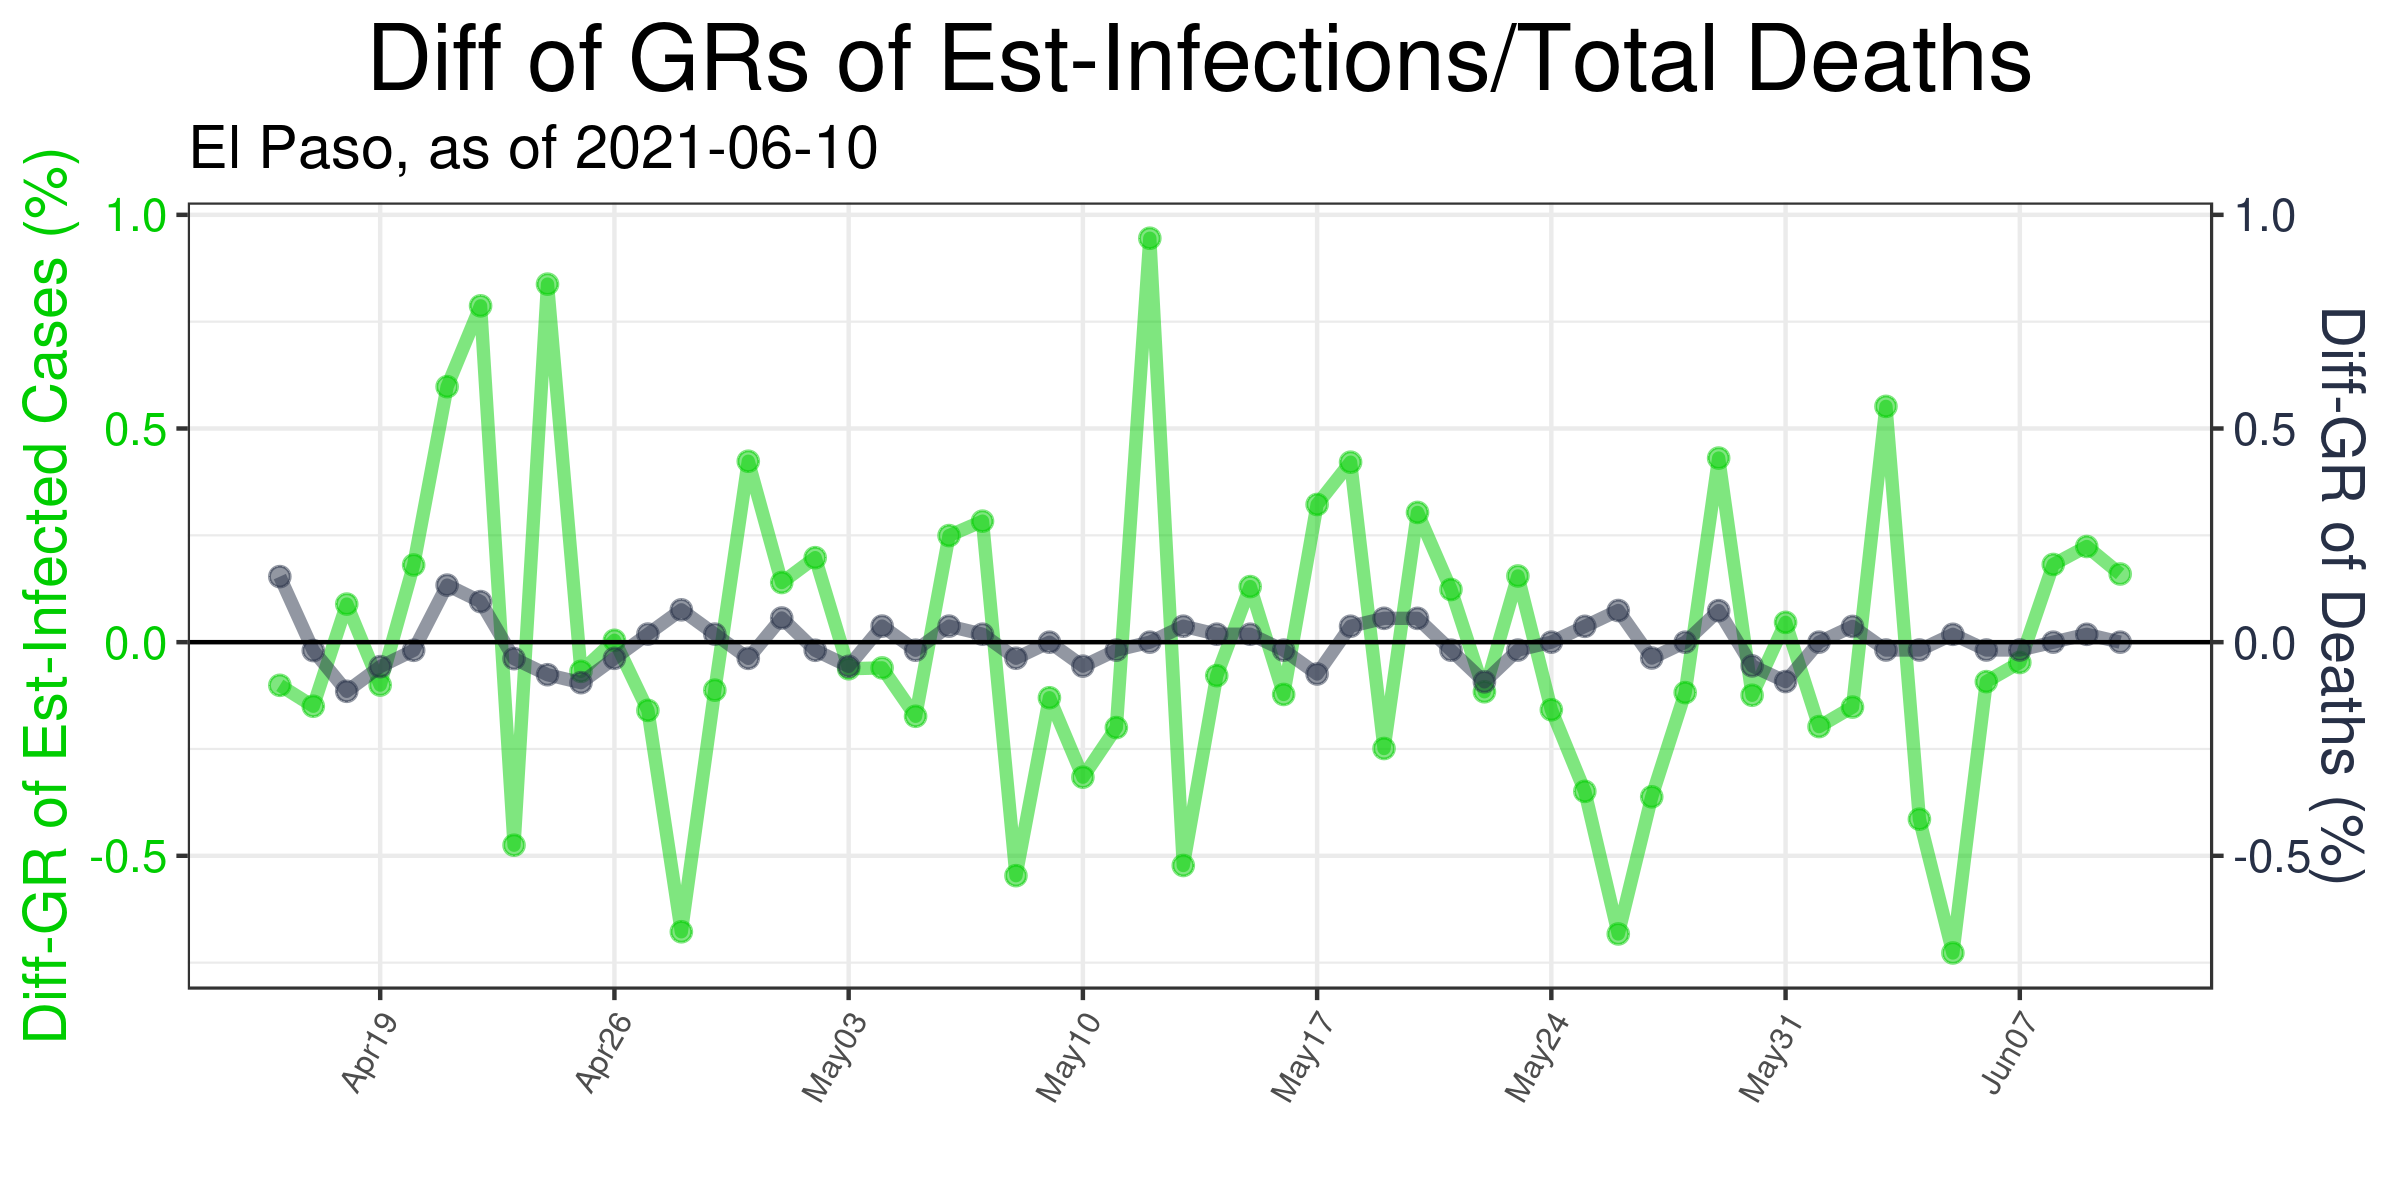 Diff of GRs of Est-Infections/Total Deaths
El Paso, as of 2021-06-10
Diff-GR of Est-Infected Cases (%)
1.0
0.5
0.0
-0.5
1.0
0.5
0.0
-0.5
Diff-GR of Deaths (%)
Apr19
Apr26
May03
May10
May17
May24
May31
Jun07